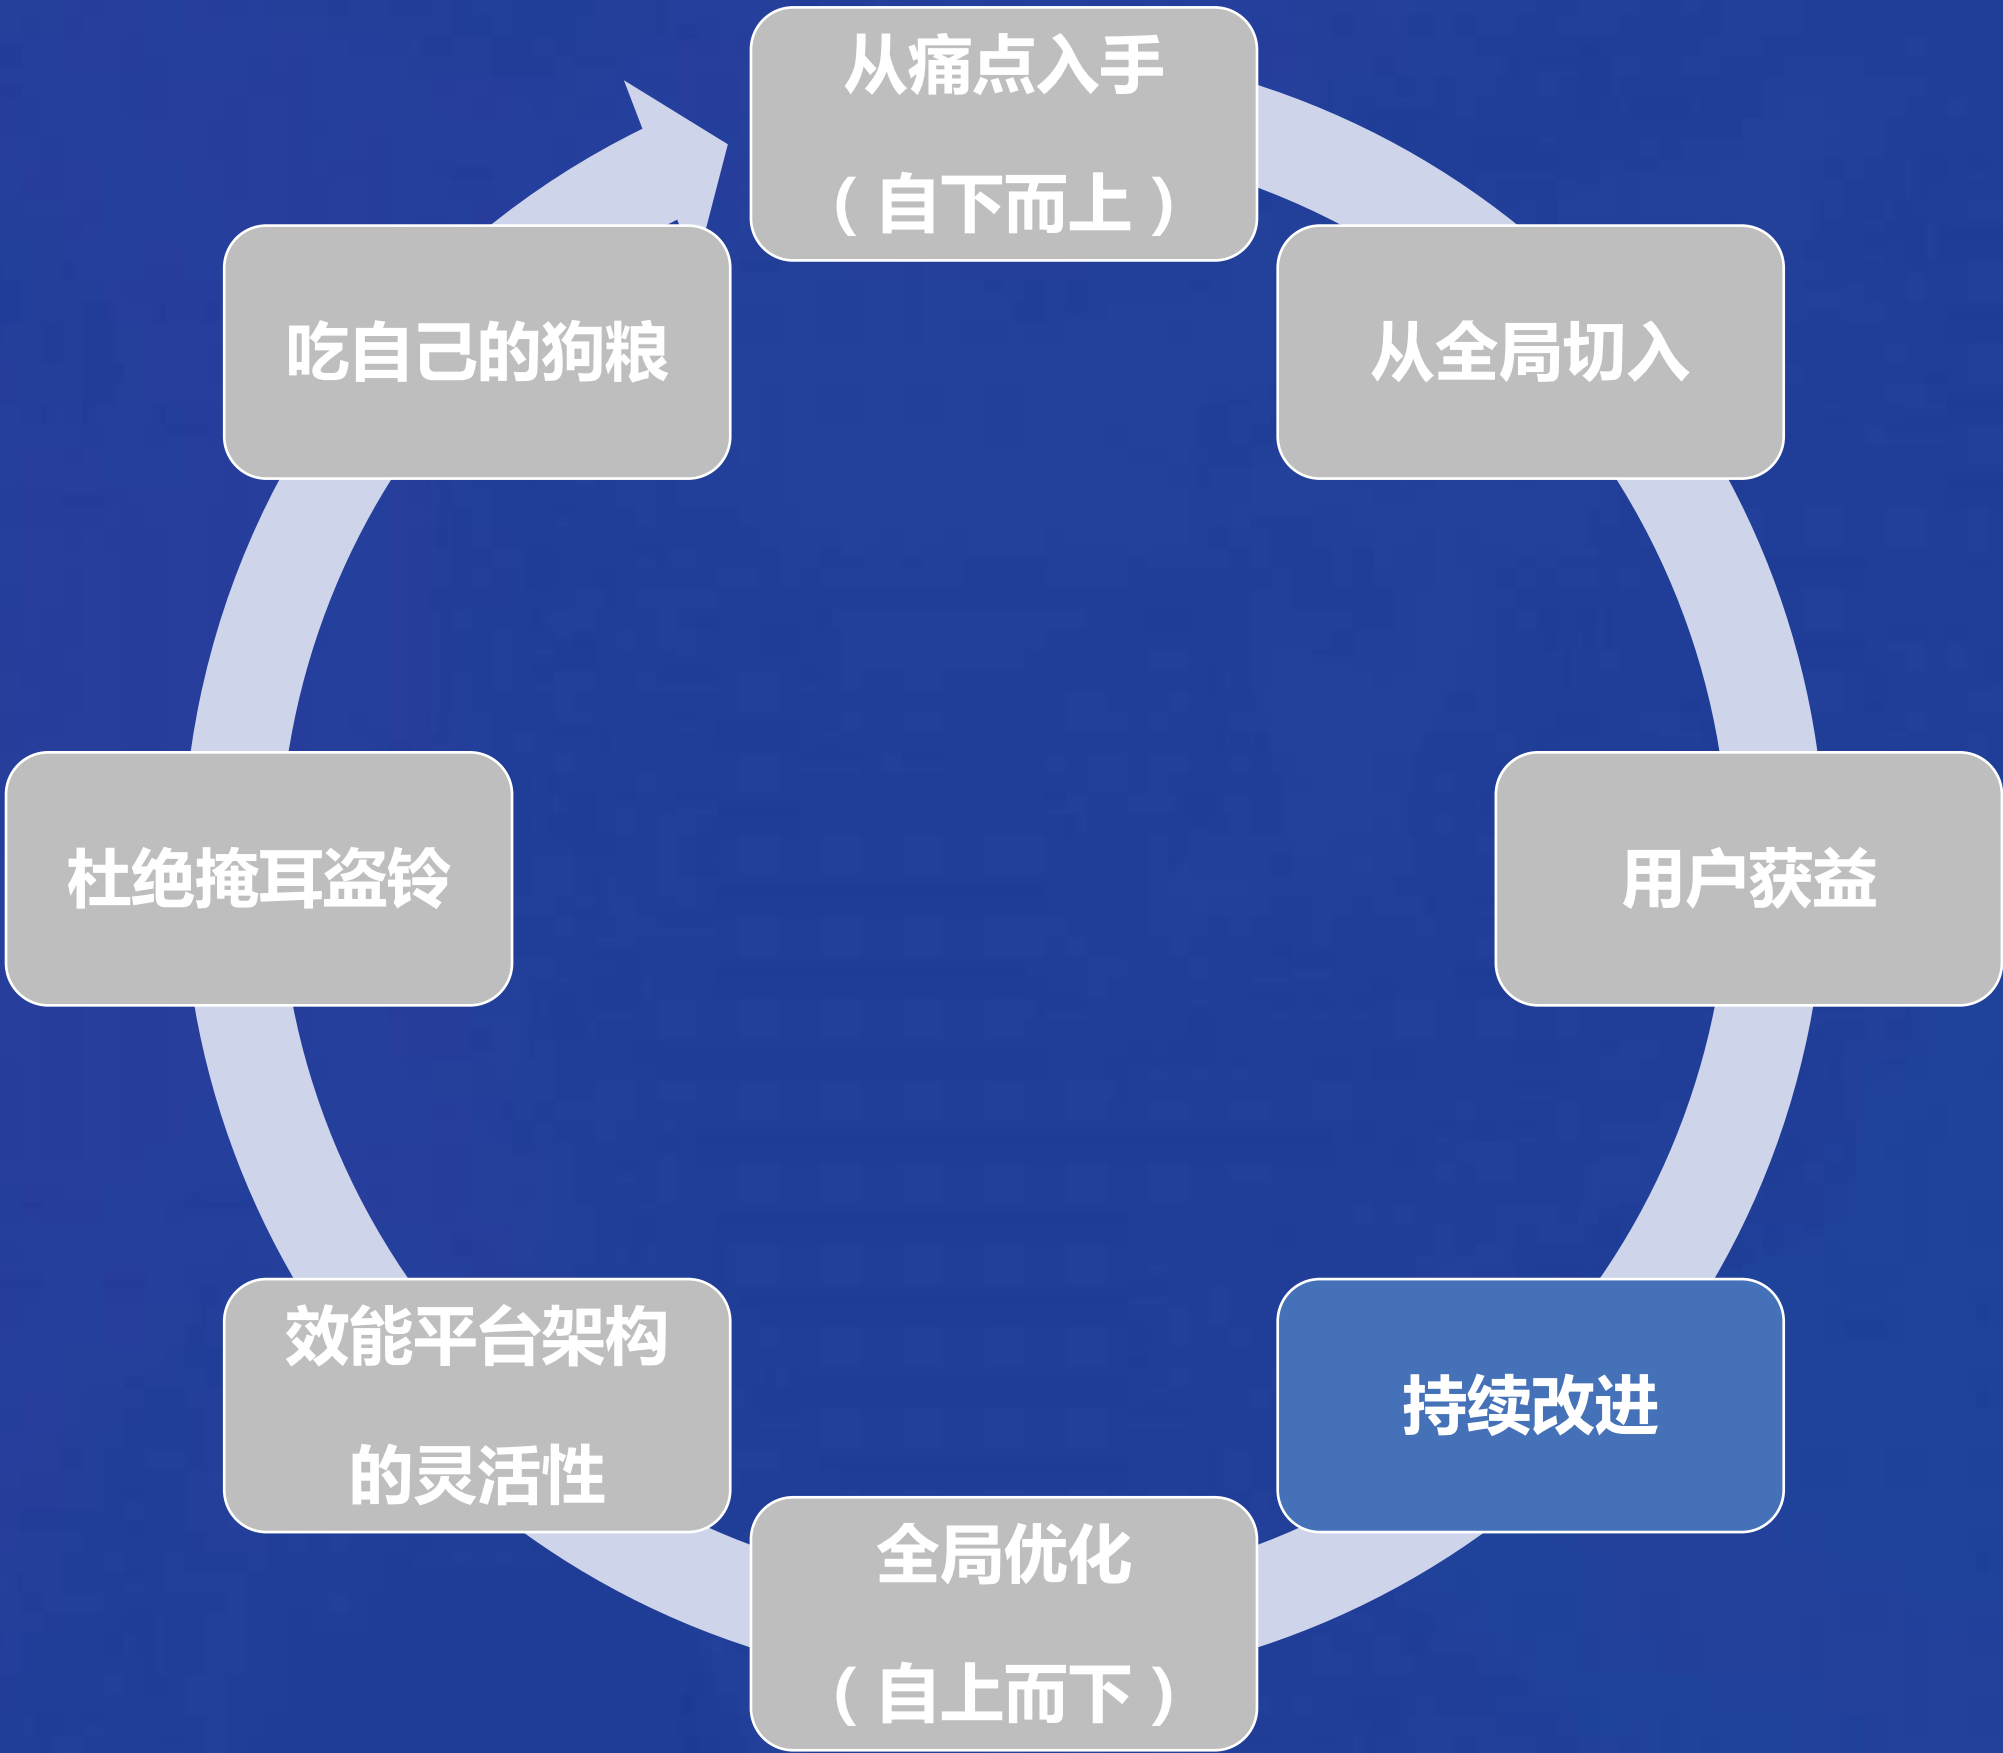 从痛点入手
（自下而上）
从全局切入
用户获益
持续改进
全局优化
（自上而下）
效能平台架构
的灵活性
杜绝掩耳盗铃
吃自己的狗粮